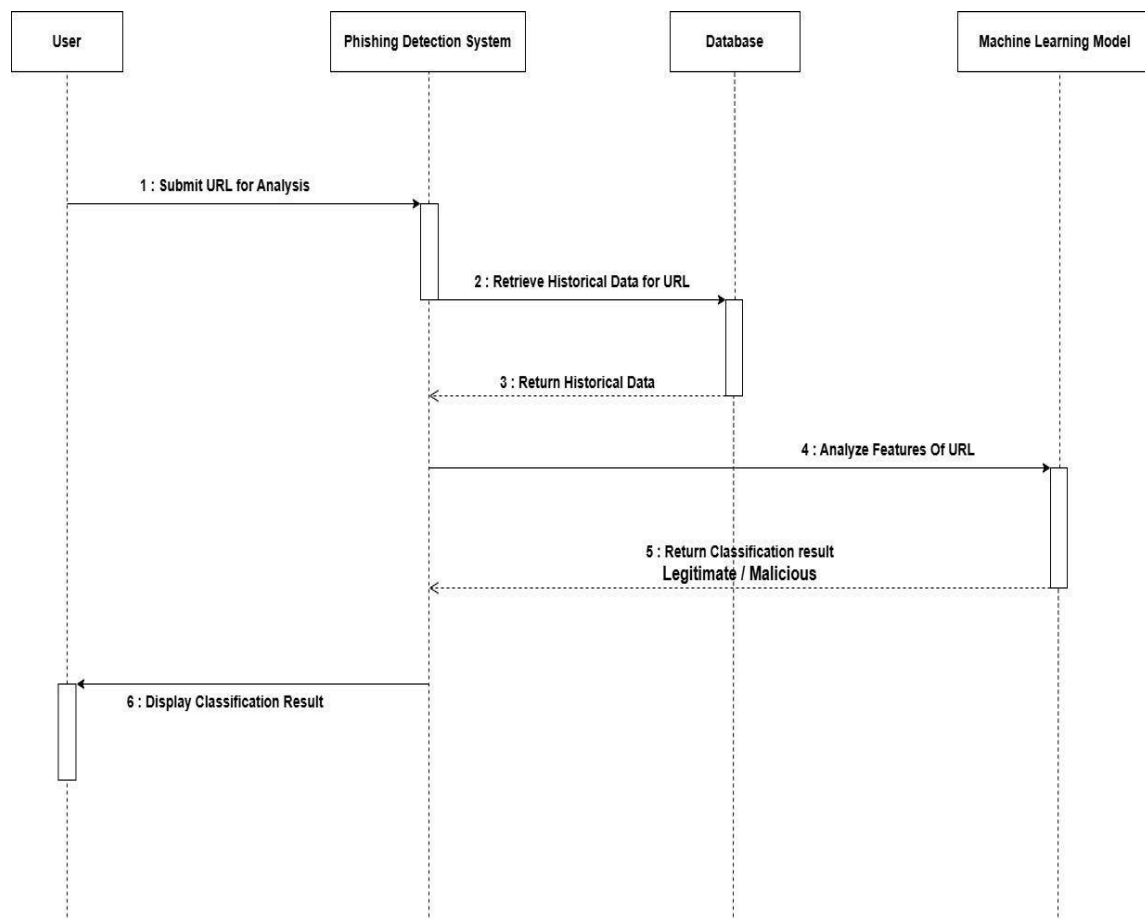 User
Phishing Detection System
Database
Machine Learning Model
1 : Submit URL for Analysis
2 : Retrieve Historical Data for URL
3 : Return Historical Data
4 : Analyze Features Of URL
5 : Return Classification result
Legitimate / Malicious
6 : Display Classification Result